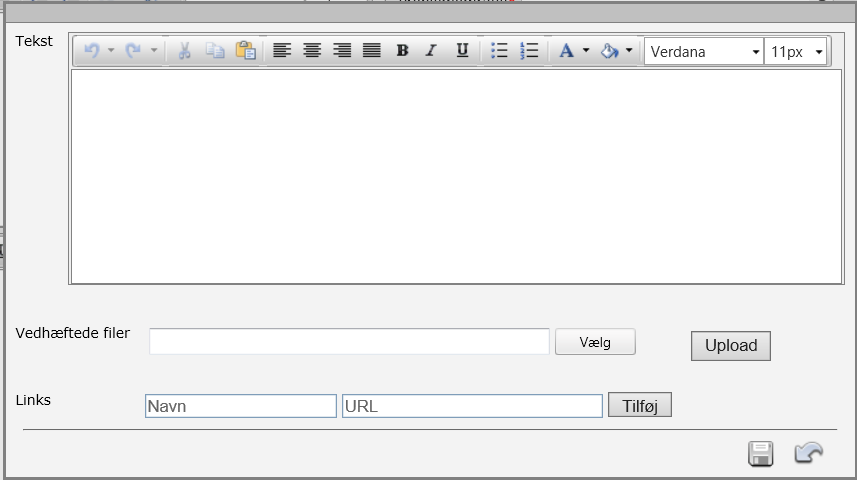 Tekst
B I U A Verdana 11px
Vedhæftede filer Vælg Upload
Links Navn URL Tilføj